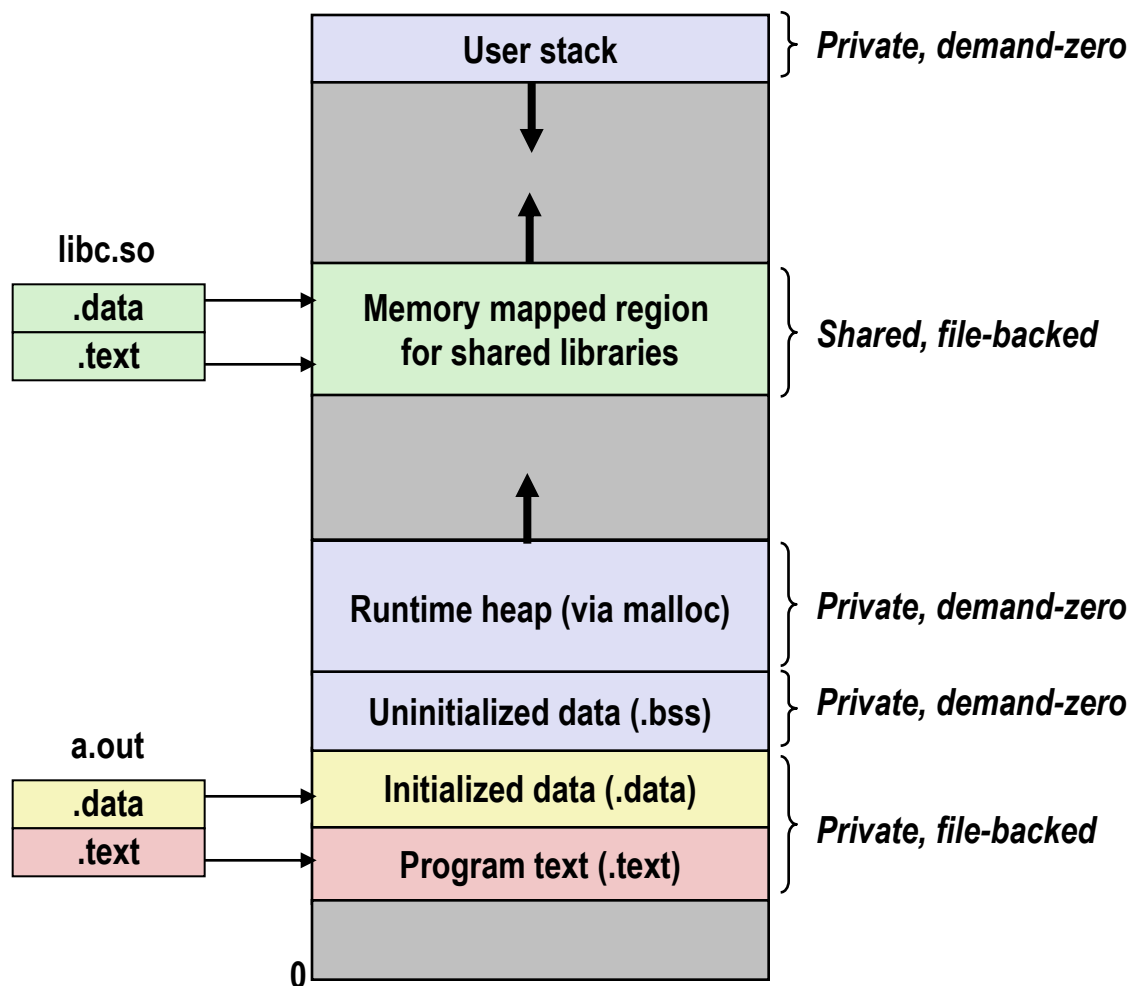 User stack
Private, demand-zero
libc.so
.data
.text
Memory mapped region
for shared libraries
Shared, file-backed
Runtime heap (via malloc)
Private, demand-zero
Uninitialized data (.bss)
Private, demand-zero
a.out
.data
.text
Initialized data (.data)
Program text (.text)
Private, file-backed
0